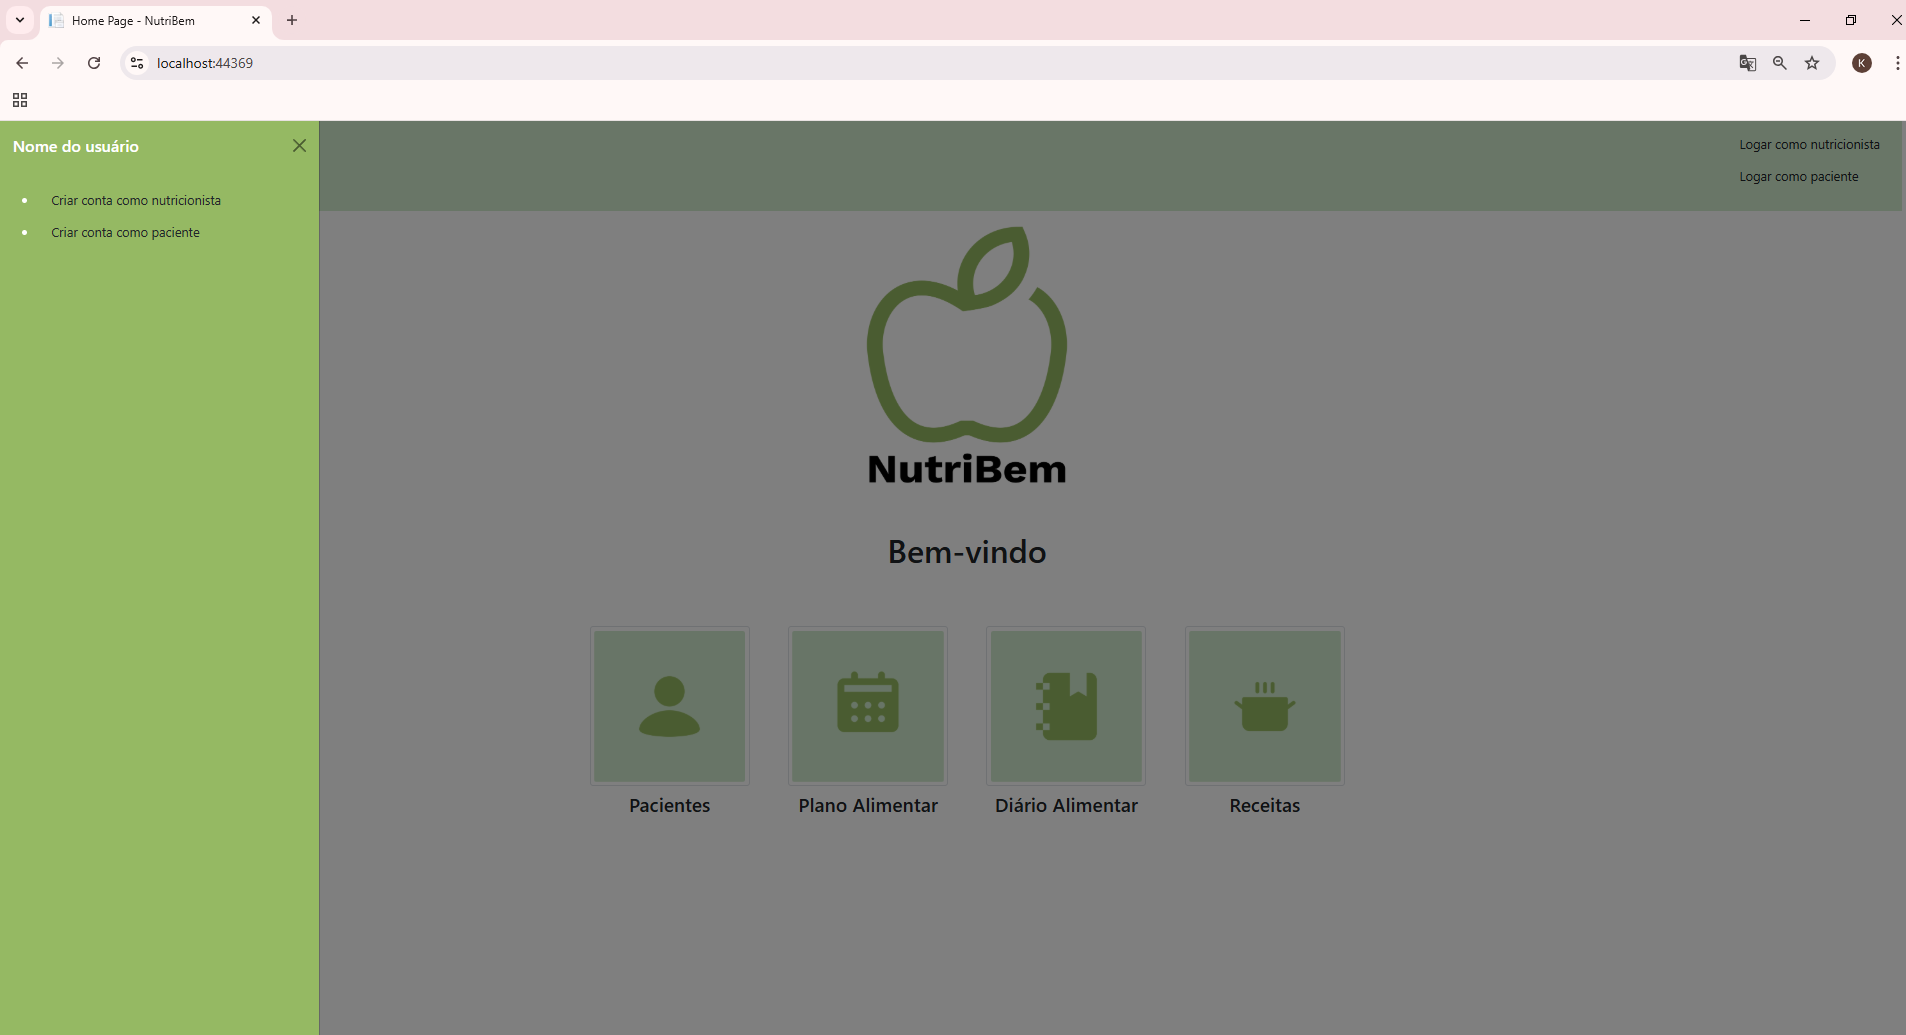 Home Page - NutriBem
localhost:44369
K
Nome do usuário
Criar conta como nutricionista
Criar conta como paciente
Logar como nutricionista
Logar como paciente
NutriBem
Bem-vindo
Pacientes
Plano Alimentar
Diário Alimentar
Receitas